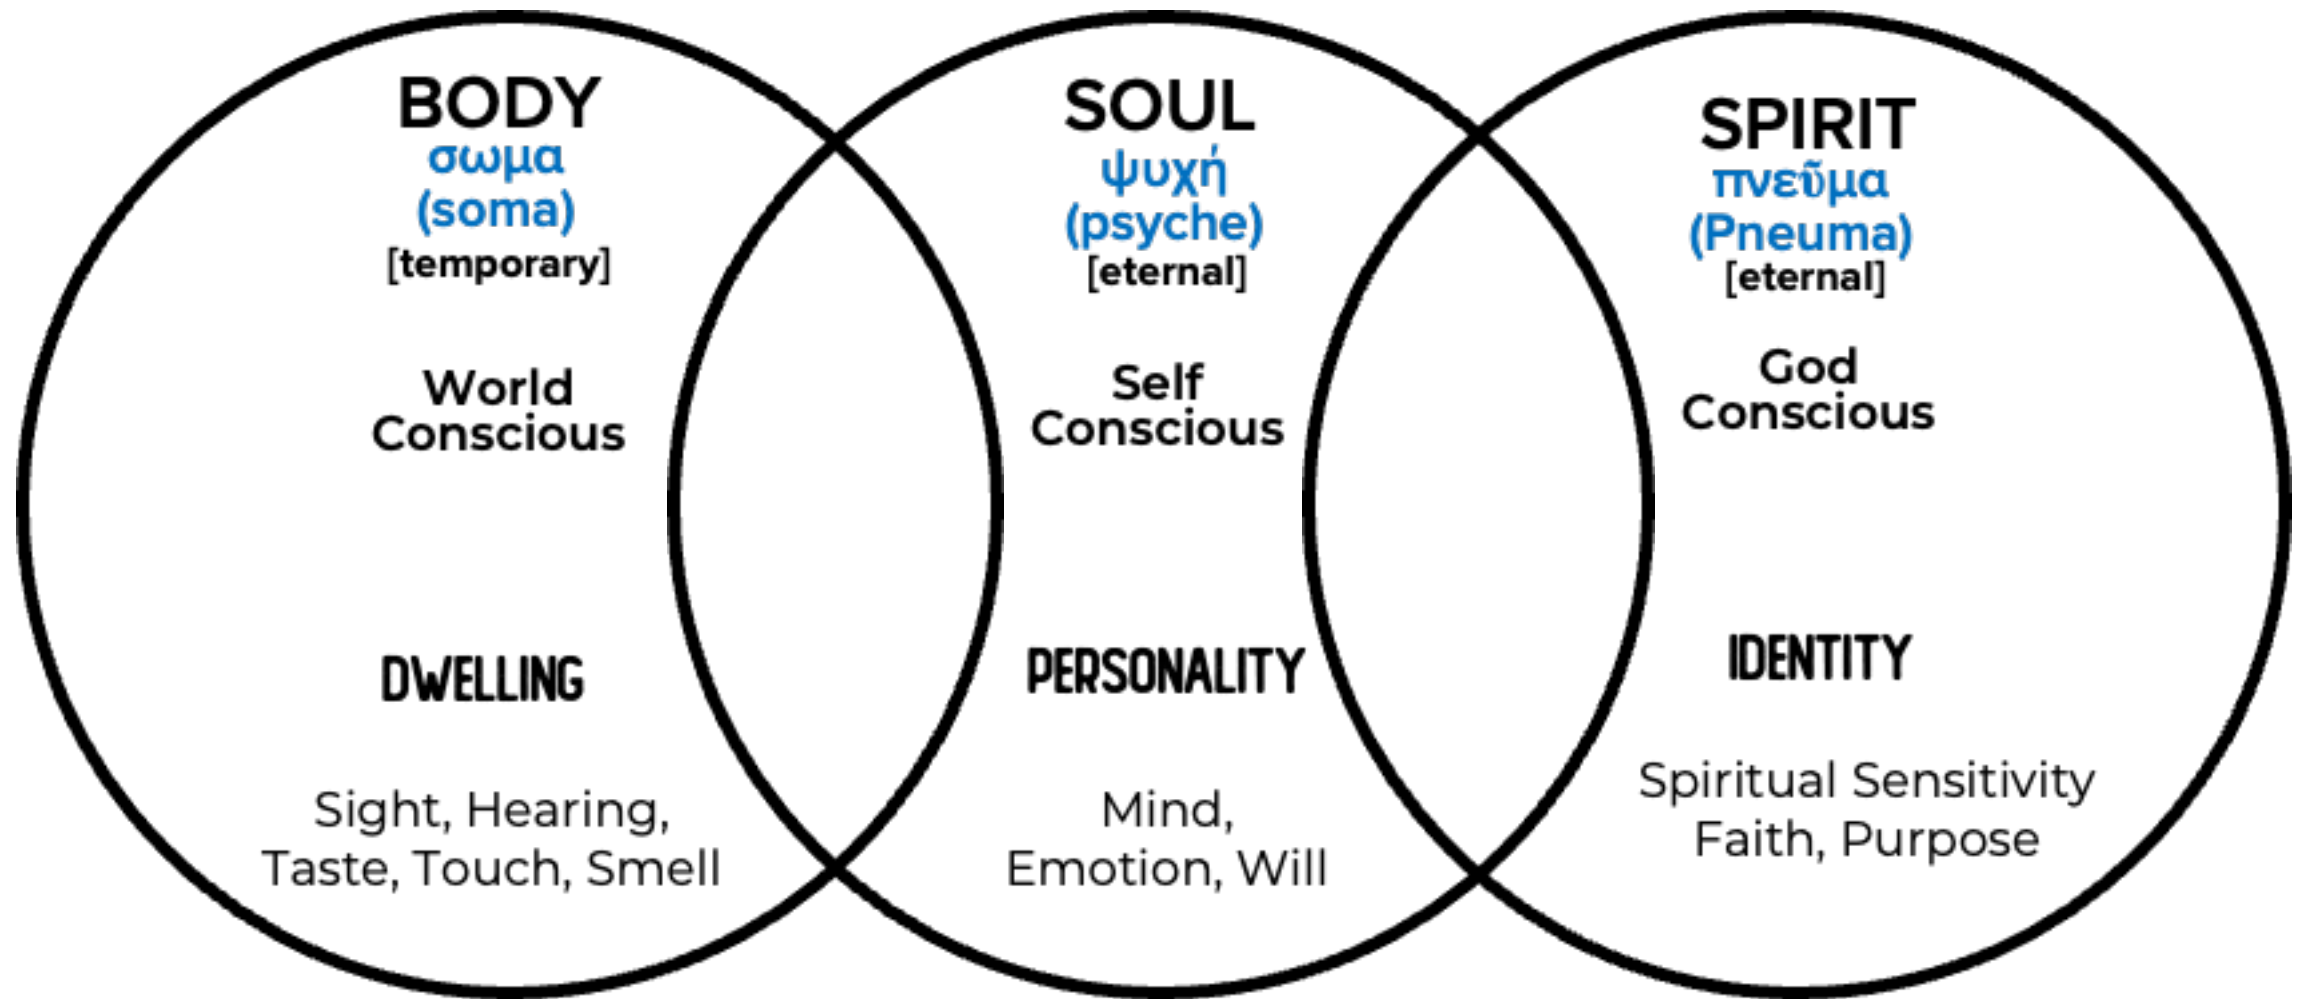 BODY
σωμα
(soma)
[temporary]
World
Conscious
DWELLING
Sight, Hearing,
Taste, Touch, Smell
SOUL
ψυχή
(psyche)
[eternal]
Self
Conscious
PERSONALITY
Mind,
Emotion, Will
SPIRIT
πνεῦμα
(Pneuma)
[eternal]
God
Conscious
IDENTITY
Spiritual Sensitivity
Faith, Purpose